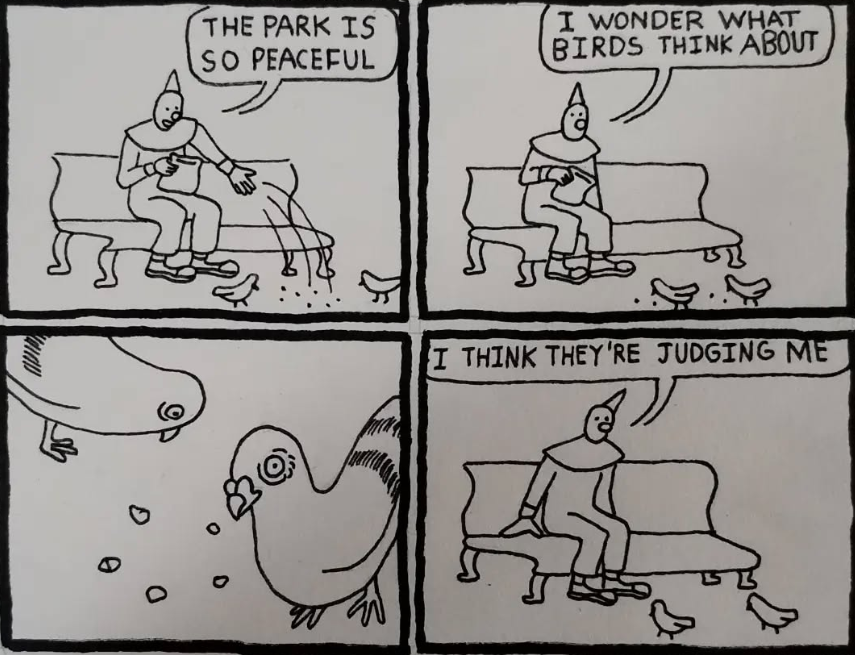 THE PARK IS
SO PEACEFUL
I WONDER WHAT
BIRDS THINK ABOUT
I THINK THEY'RE JUDGING ME